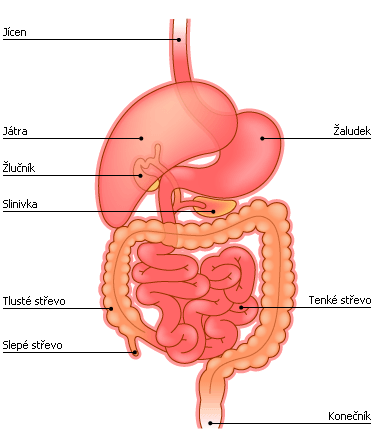 Jícen
Játra
Žaludek
Žlučník
Slinivka
Tlusté střevo
Tenké střevo
Slepé střevo
Konečník